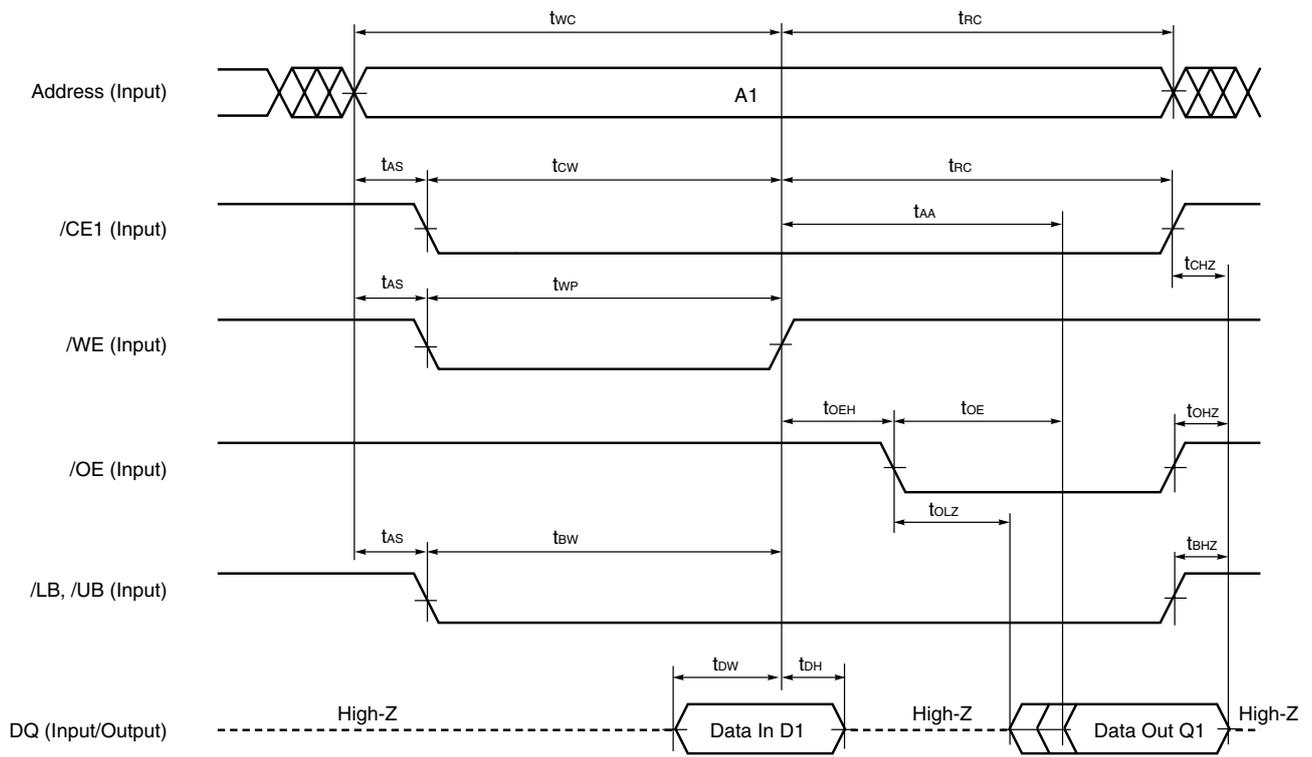 tWC tRC
Address (Input) A1
tAS tCW tRC
/CE1 (Input) tAA
tCHZ
tAS tWP
/WE (Input)
tOEH tOE tOHZ
/OE (Input)
tOLZ
tAS tBW tBHZ
/LB, /UB (Input)
tDW tDH
DQ (Input/Output) High-Z Data In D1 High-Z Data Out Q1 High-Z